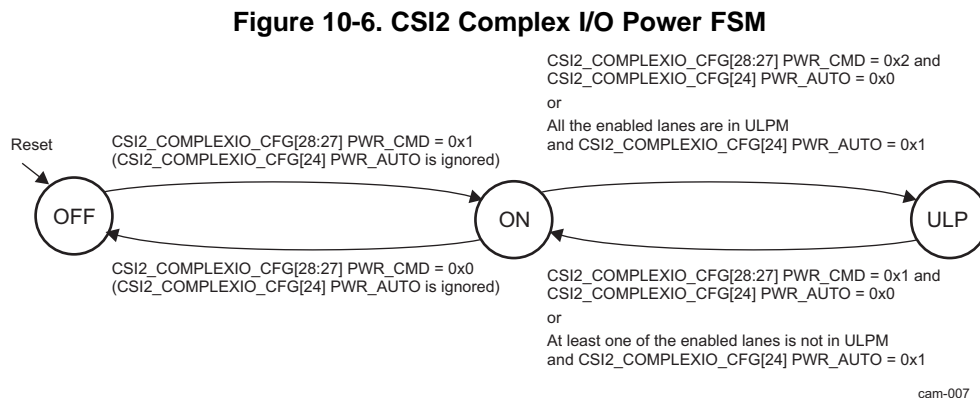 Figure 10-6. CSI2 Complex I/O Power FSM
CSI2_COMPLEXIO_CFG[28:27] PWR_CMD = 0x2 and
CSI2_COMPLEXIO_CFG[24] PWR_AUTO = 0x0
or
All the enabled lanes are in ULPM
and CSI2_COMPLEXIO_CFG[24] PWR_AUTO = 0x1
Reset
CSI2_COMPLEXIO_CFG[28:27] PWR_CMD = 0x1
(CSI2_COMPLEXIO_CFG[24] PWR_AUTO is ignored)
OFF
ON
ULP
CSI2_COMPLEXIO_CFG[28:27] PWR_CMD = 0x0
(CSI2_COMPLEXIO_CFG[24] PWR_AUTO is ignored)
CSI2_COMPLEXIO_CFG[28:27] PWR_CMD = 0x1 and
CSI2_COMPLEXIO_CFG[24] PWR_AUTO = 0x0
or
At least one of the enabled lanes is not in ULPM
and CSI2_COMPLEXIO_CFG[24] PWR_AUTO = 0x1
cam-007